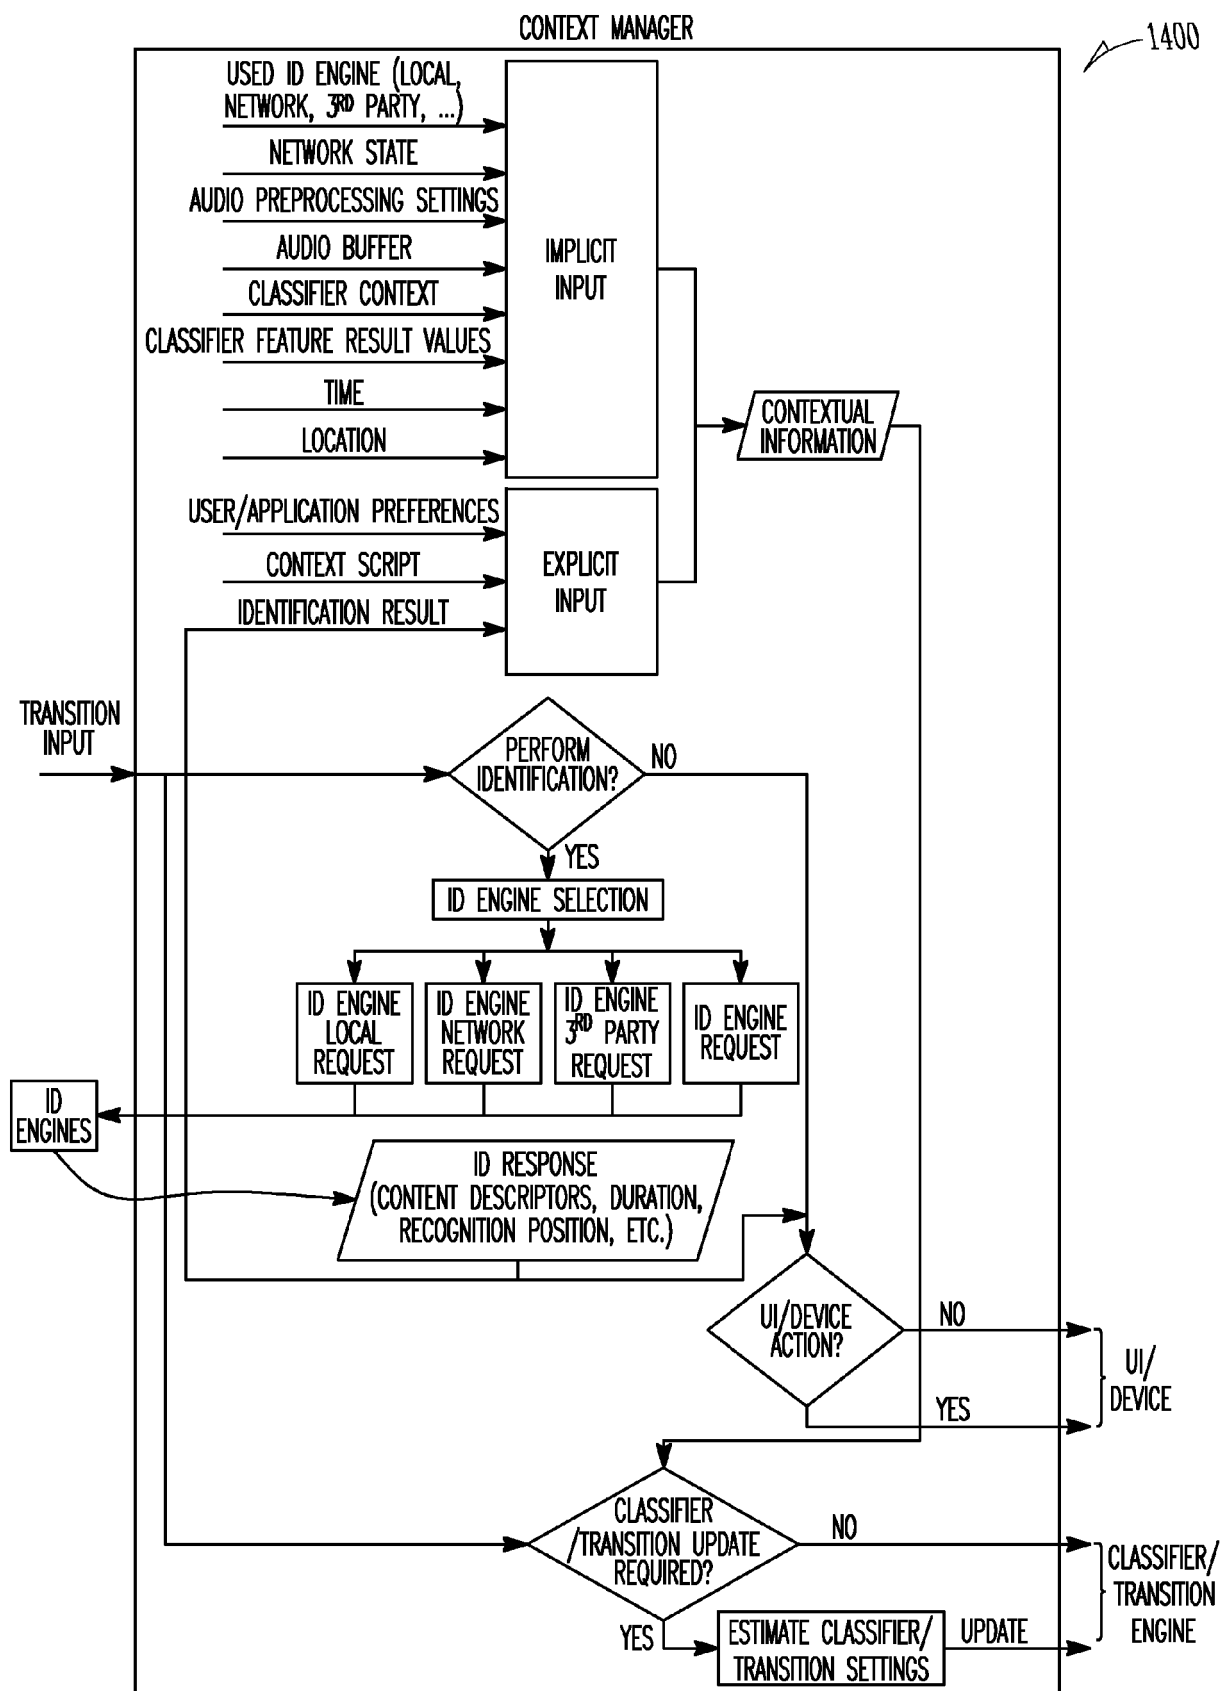 CONTEXT MANAGER
1400
USED ID ENGINE (LOCAL,
NETWORK, 3RD PARTY, ...)
NETWORK STATE
AUDIO PREPROCESSING SETTINGS
AUDIO BUFFER
CLASSIFIER CONTEXT
CLASSIFIER FEATURE RESULT VALUES
TIME
LOCATION
IMPLICIT
INPUT
CONTEXTUAL
INFORMATION
USER/APPLICATION PREFERENCES
CONTEXT SCRIPT
IDENTIFICATION RESULT
EXPLICIT
INPUT
TRANSITION
INPUT
PERFORM
IDENTIFICATION?
NO
YES
ID ENGINE SELECTION
ID ENGINE
LOCAL
REQUEST
ID ENGINE
NETWORK
REQUEST
ID ENGINE
3RD PARTY
REQUEST
ID ENGINE
REQUEST
ID
ENGINES
ID RESPONSE
(CONTENT DESCRIPTORS, DURATION,
RECOGNITION POSITION, ETC.)
UI/DEVICE
ACTION?
NO
YES
UI/
DEVICE
CLASSIFIER
/TRANSITION UPDATE
REQUIRED?
NO
YES
ESTIMATE CLASSIFIER/
TRANSITION SETTINGS
UPDATE
CLASSIFIER/
TRANSITION
ENGINE